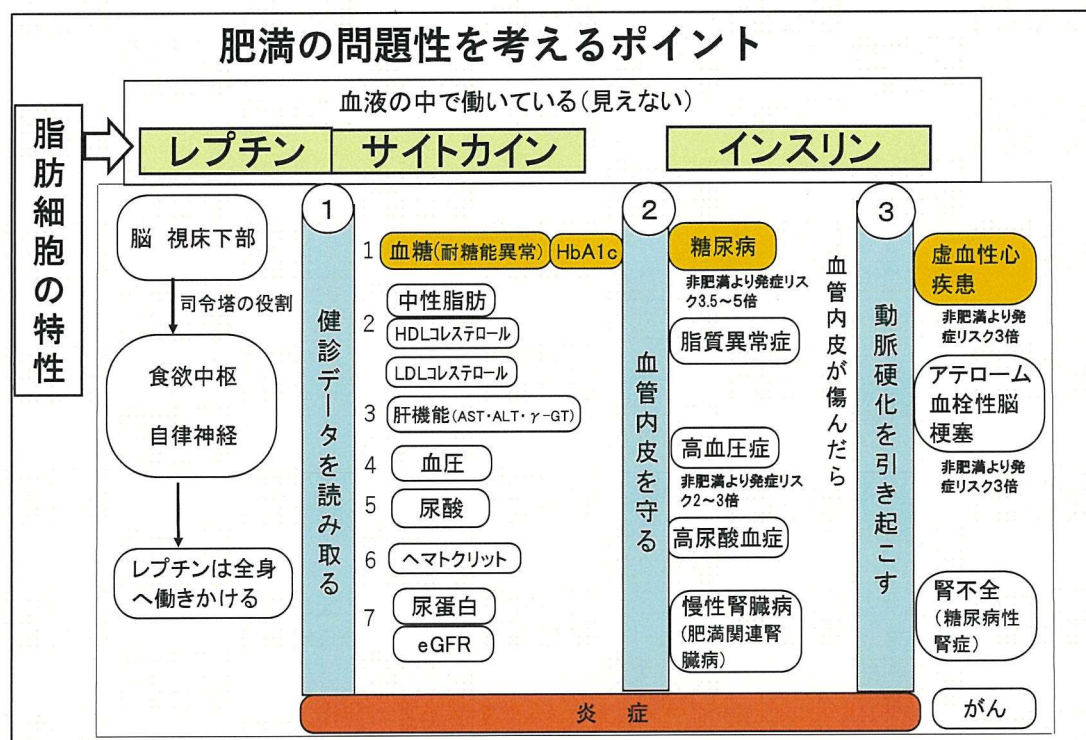 肥満の問題性を考えるポイント
血液の中で働いている(見えない)
脂肪細胞の特性
レプチン
サイトカイン
インスリン
脳 視床下部
司令塔の役割
食欲中枢
自律神経
レプチンは全身
へ働きかける
1
健診データを読み取る
1
血糖(耐糖能異常)
HbA1c
2
中性脂肪
HDLコレステロール
LDLコレステロール
3
肝機能(AST・ALT・γ-GT)
4
血圧
5
尿酸
6
ヘマトクリット
7
尿蛋白
eGFR
2
血管内皮を守る
糖尿病
非肥満より発症リス
ク3.5～5倍
脂質異常症
高血圧症
非肥満より発症リス
ク2～3倍
高尿酸血症
慢性腎臓病
(肥満関連腎
臓病)
血管内皮が傷んだら
3
動脈硬化を引き起こす
虚血性心
疾患
非肥満より発
症リスク3倍
アテローム
血栓性脳
梗塞
非肥満より発
症リスク3倍
腎不全
(糖尿病性
腎症)
がん
炎 症